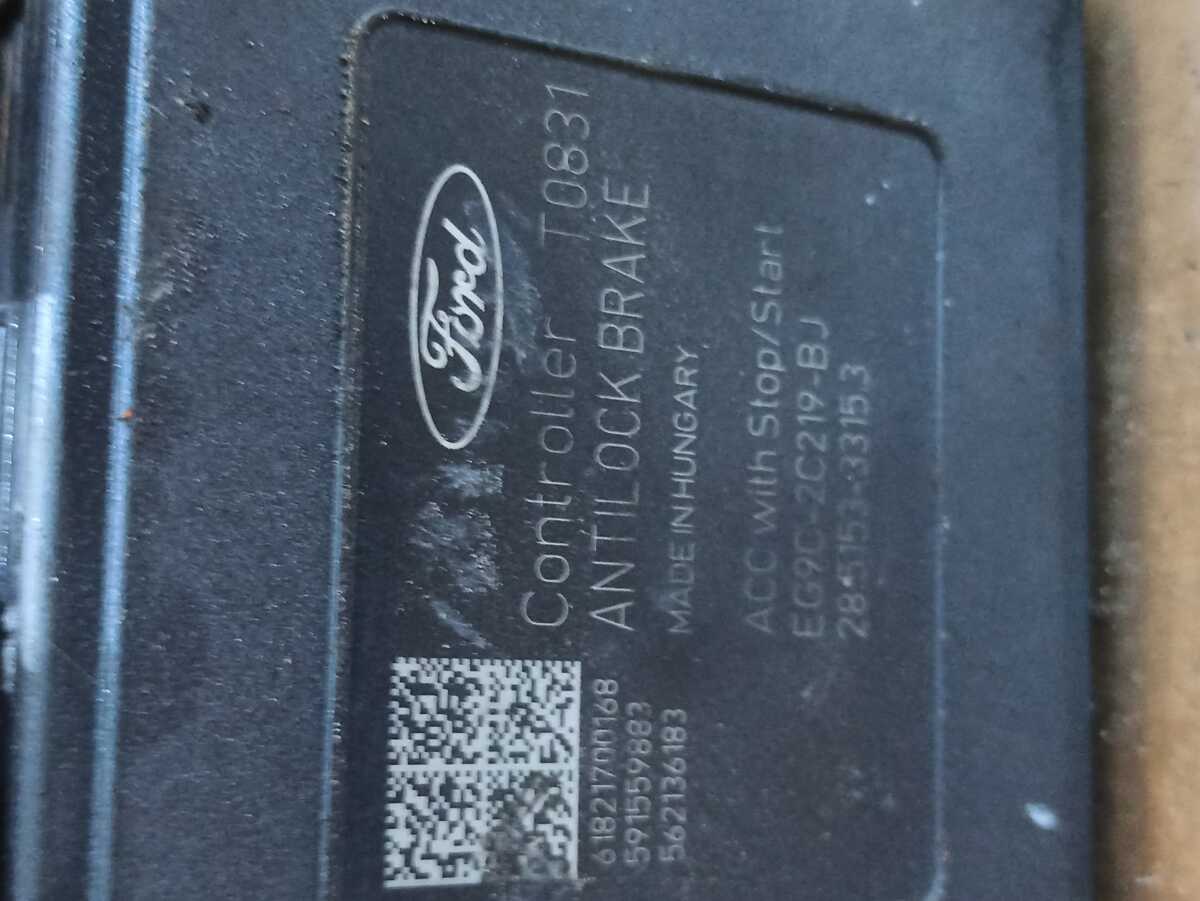 Ford
Controller T0831
ANTILOCK BRAKE
MADE IN HUNGARY
ACC with Stop/Start
EG9C-2C219-BJ
28.5153-3315.3
61821700168
591559883
562136183